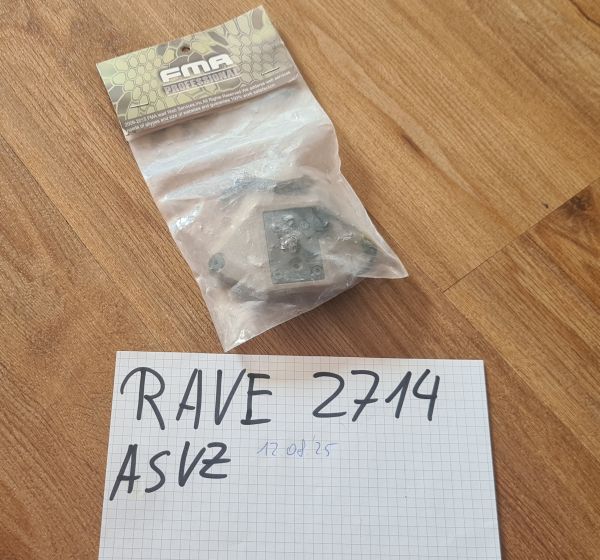 FMA
PROFESSIONAL
RAVE 2714
ASVZ 12.08'25